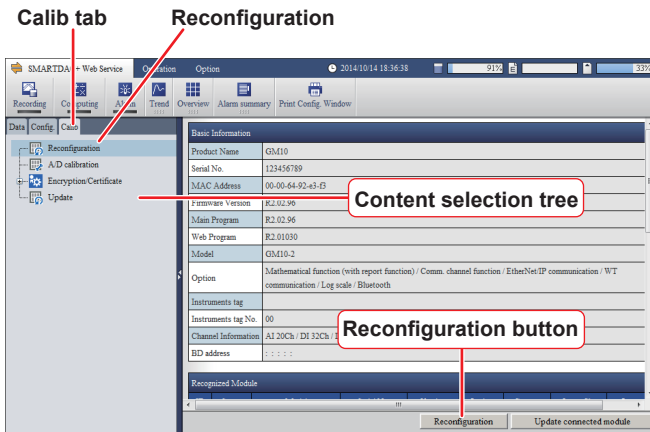 Calib tab Reconfiguration
SMARTDAC+ Web Service Operation Option 2014/10/14 18:36:38 91% 33%
Recording Computing Alarm Trend Overview Alarm summary Print Config. Window
Data Config. Calib
Reconfiguration
A/D calibration
Encryption/Certificate
Update
Basic Information
Product Name GM10
Serial No. 123456789
MAC Address 00-00-64-92-e3-f3
Content selection tree
Firmware Version R2.02.96
Main Program R2.02.96
Web Program R2.01030
Model GM10-2
Option Mathematical function (with report function) / Comm. channel function / EtherNet/IP communication / WT
communication / Log scale / Bluetooth
Instruments tag
Instruments tag No. 00
Reconfiguration button
Channel Information AI 20Ch / DI 32Ch /
BD address : : : : :
Recognized Module
Reconfiguration Update connected module